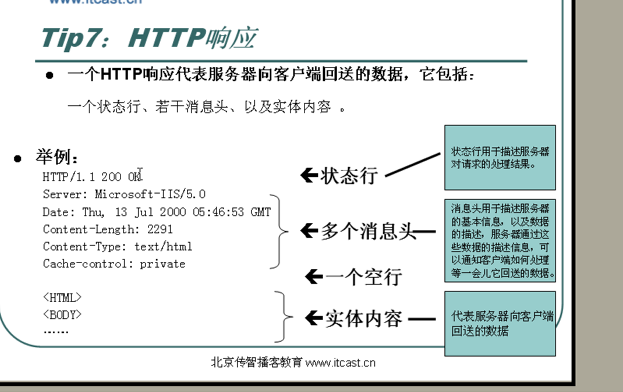 www.itcast.cn
Tip7：HTTP响应
● 一个HTTP响应代表服务器向客户端回送的数据，它包括：
一个状态行、若干消息头、以及实体内容 。
● 举例：
HTTP/1.1 200 OK
Server: Microsoft-IIS/5.0
Date: Thu, 13 Jul 2000 05:46:53 GMT
Content-Length: 2291
Content-Type: text/html
Cache-control: private
<HTML>
<BODY>
……
←状态行
←多个消息头
←一个空行
←实体内容
状态行用于描述服务器
对请求的处理结果。
消息头用于描述服务器
的基本信息，以及数据
的描述，服务器通过这
些数据的描述信息，可
以通知客户端如何处理
等一会儿它回送的数据。
代表服务器向客户端
回送的数据
北京传智播客教育 www.itcast.cn